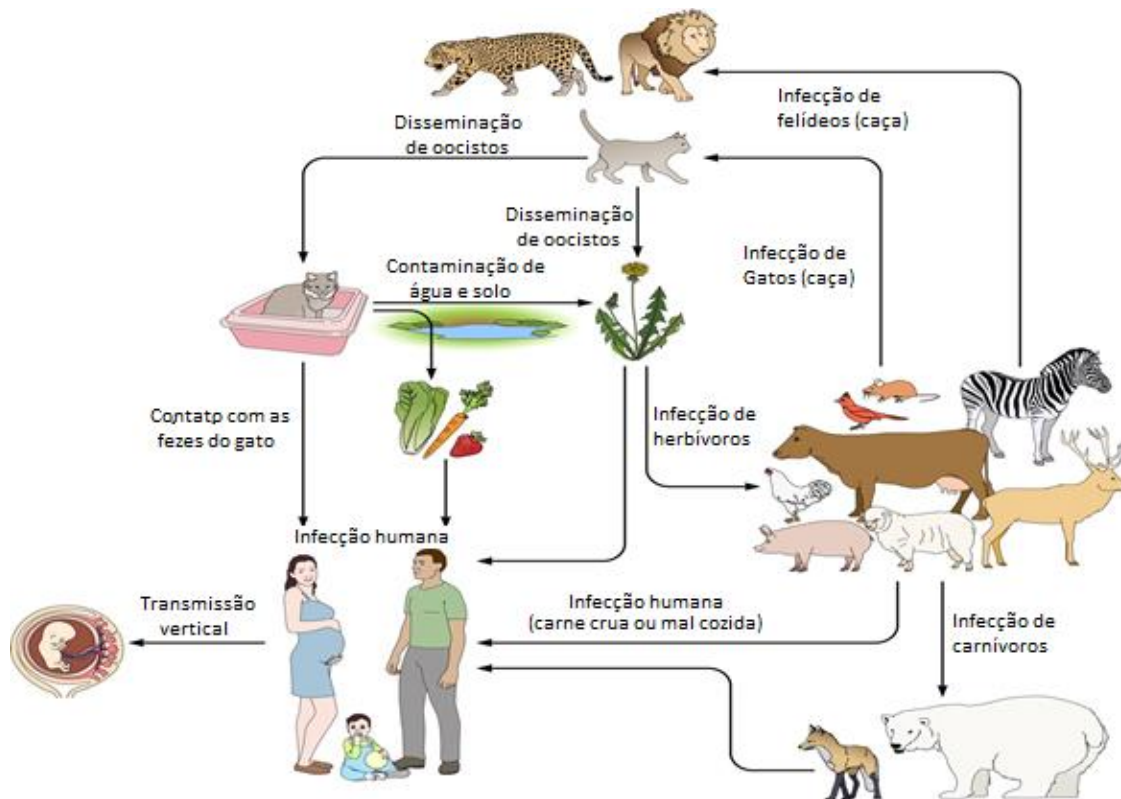 Infecção de
felídeos (caça)
Disseminação
de oocistos
Disseminação
de oocistos
Infecção de
Gatos (caça)
Contaminação de
água e solo
Contatp com as
fezes do gato
Infecção de
herbívoros
Infecção humana
Transmissão
vertical
Infecção humana
(carne crua ou mal cozida)
Infecção de
carnívoros